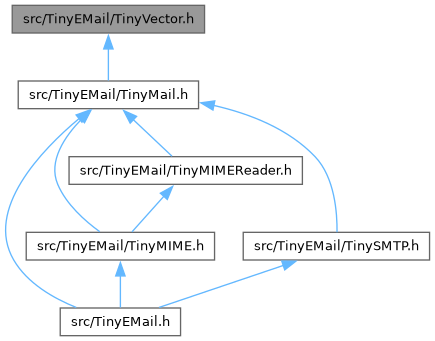 src/TinyEMail/TinyVector.h
src/TinyEMail/TinyMail.h
src/TinyEMail/TinyMIMEReader.h
src/TinyEMail/TinyMIME.h
src/TinyEMail/TinySMTP.h
src/TinyEMail.h